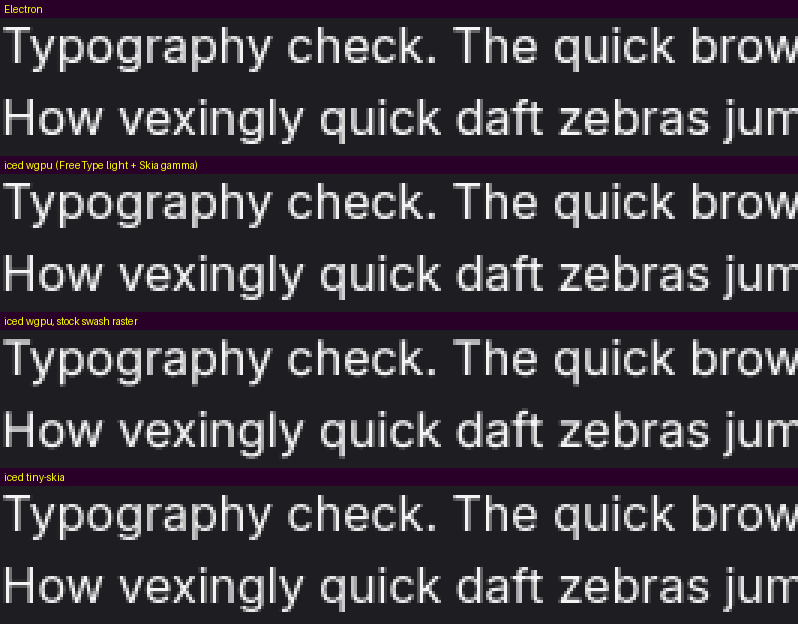 Electron
Typography check. The quick brow
How vexingly quick daft zebras jum
iced wgpu (FreeType light + Skia gamma)
Typography check. The quick brow
How vexingly quick daft zebras jum
iced wgpu, stock swash raster
Typography check. The quick brow
How vexingly quick daft zebras jum
iced tiny-skia
Typography check. The quick brow
How vexingly quick daft zebras jum